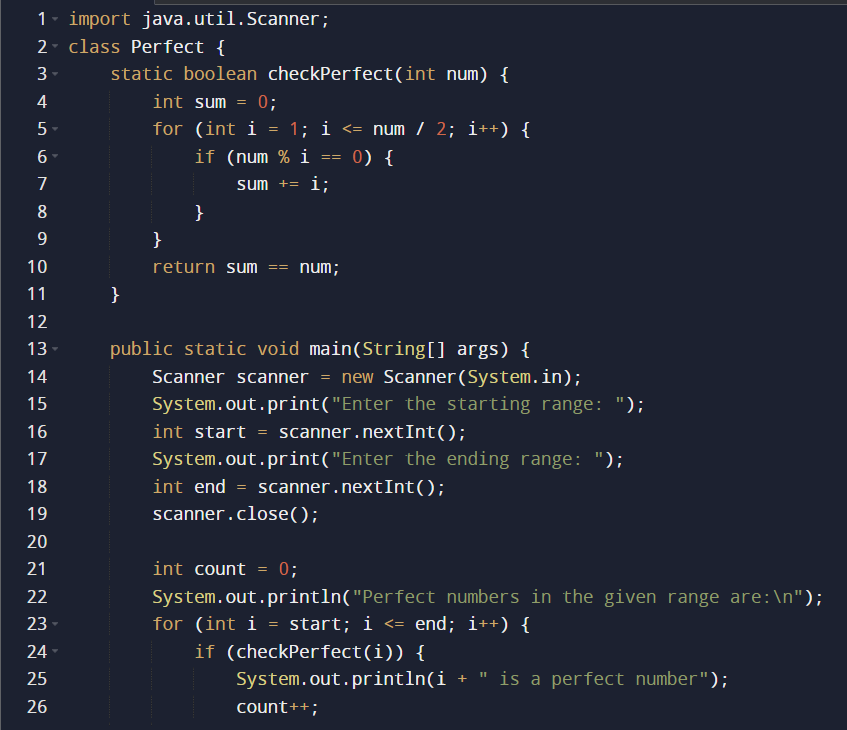 1 import java.util.Scanner;
2 class Perfect {
3     static boolean checkPerfect(int num) {
4         int sum = 0;
5         for (int i = 1; i <= num / 2; i++) {
6             if (num % i == 0) {
7                 sum += i;
8             }
9         }
10         return sum == num;
11     }
12
13     public static void main(String[] args) {
14         Scanner scanner = new Scanner(System.in);
15         System.out.print("Enter the starting range: ");
16         int start = scanner.nextInt();
17         System.out.print("Enter the ending range: ");
18         int end = scanner.nextInt();
19         scanner.close();
20
21         int count = 0;
22         System.out.println("Perfect numbers in the given range are:\n");
23         for (int i = start; i <= end; i++) {
24             if (checkPerfect(i)) {
25                 System.out.println(i + " is a perfect number");
26                 count++;